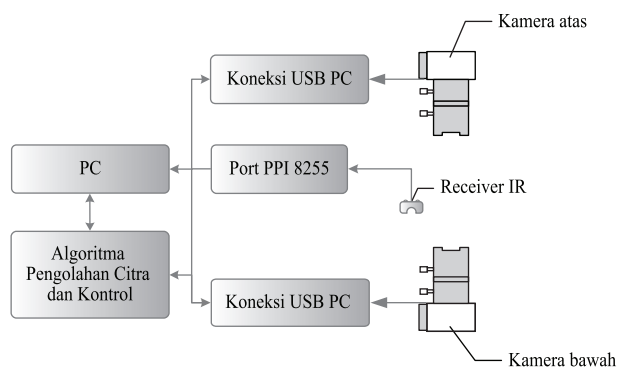 Kamera atas
Koneksi USB PC
PC
Port PPI 8255
Receiver IR
Algoritma
Pengolahan Citra
dan Kontrol
Koneksi USB PC
Kamera bawah